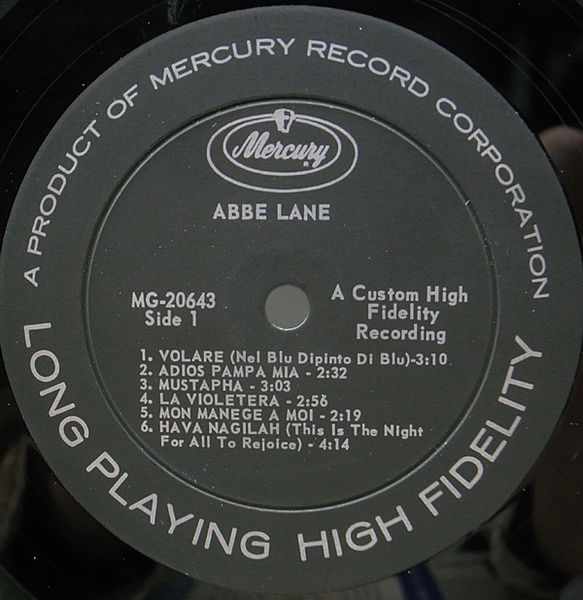 A PRODUCT OF MERCURY RECORD CORPORATION
Mercury
ABBE LANE
MG-20643
Side 1
A Custom High
Fidelity
Recording
1. VOLARE (Nel Blu Dipinto Di Blu)-3:10
2. ADIOS PAMPA MIA - 2:32
3. MUSTAPHA - 3:03
4. LA VIOLETERA - 2:56
5. MON MANEGE A MOI - 2:19
6. HAVA NAGILAH (This Is The Night
For All To Rejoice) - 4:14
LONG PLAYING HIGH FIDELITY